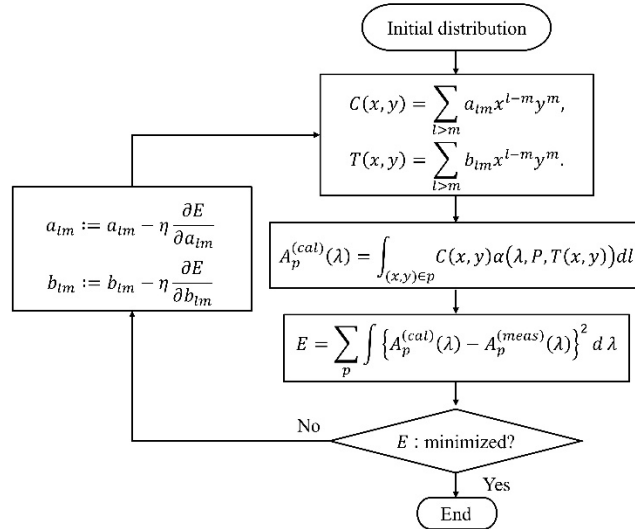 Initial distribution
C(x, y) = ∑_{l>m} a_{lm} x^{l−m} y^m,
T(x, y) = ∑_{l>m} b_{lm} x^{l−m} y^m.
a_{lm} := a_{lm} − η ∂E/∂a_{lm}
b_{lm} := b_{lm} − η ∂E/∂b_{lm}
A_p^{(cal)}(λ) = ∫_{(x,y)∈p} C(x, y)α(λ, P, T(x, y))dl
E = ∑_p ∫ {A_p^{(cal)}(λ) − A_p^{(meas)}(λ)}^2 d λ
No
E : minimized?
Yes
End